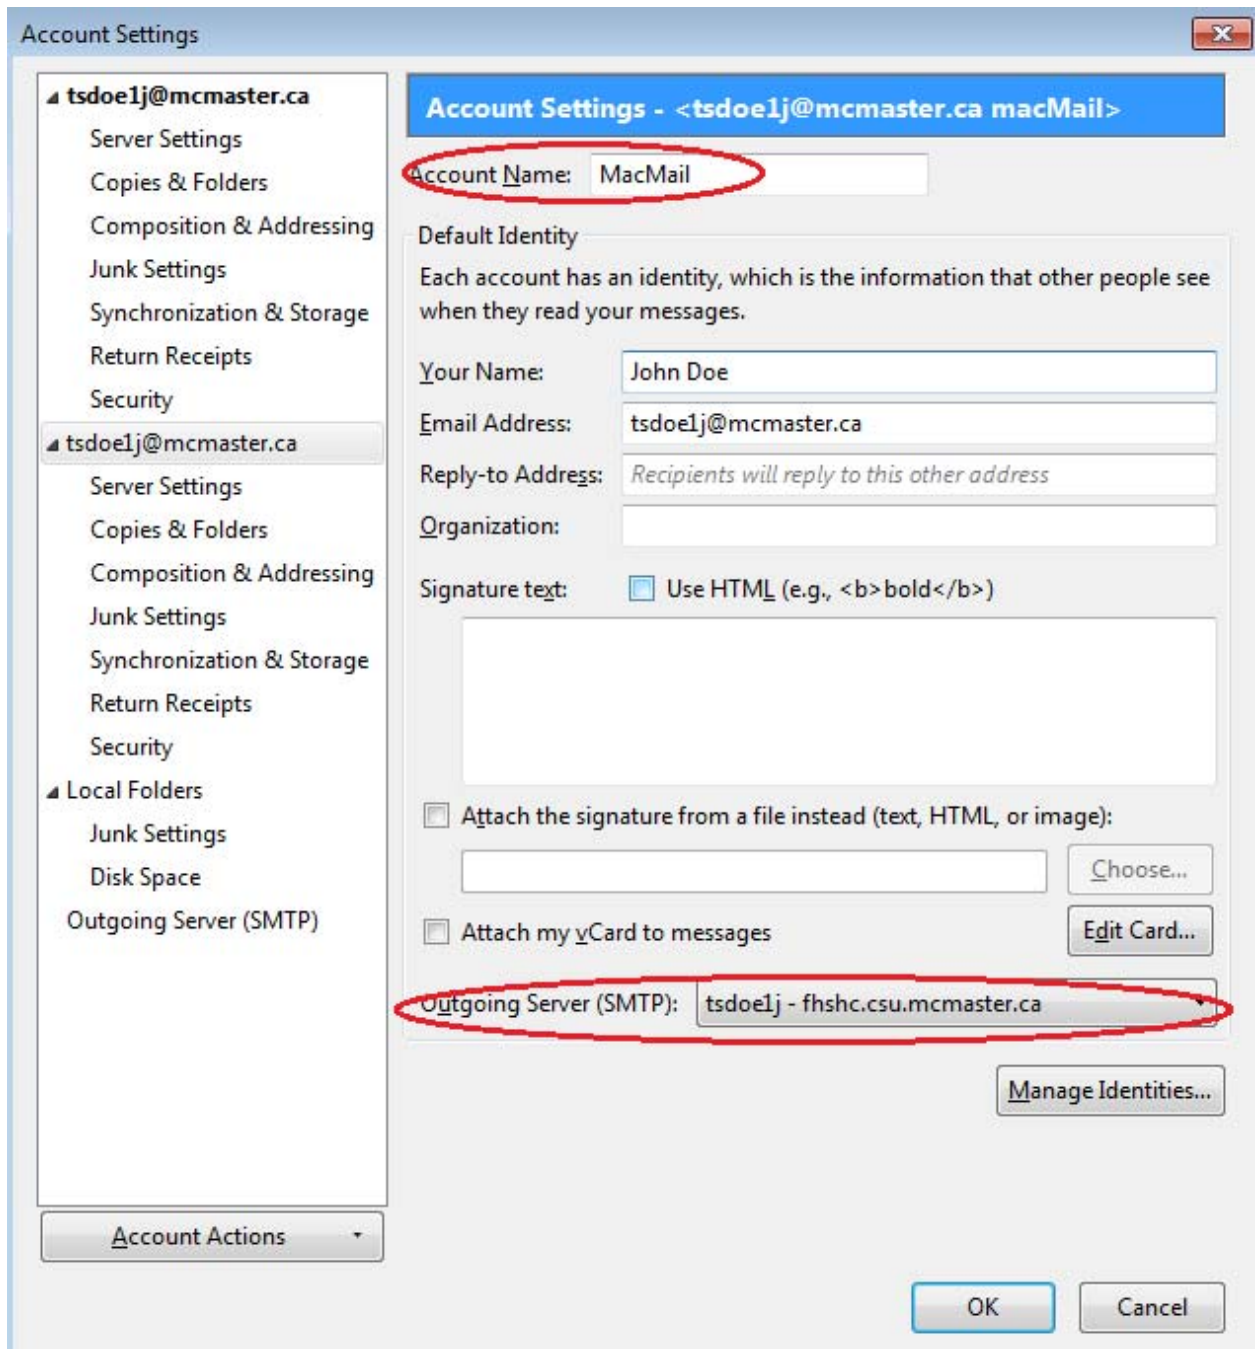 Account Settings
tsdoe1j@mcmaster.ca
Server Settings
Copies & Folders
Composition & Addressing
Junk Settings
Synchronization & Storage
Return Receipts
Security
tsdoe1j@mcmaster.ca
Server Settings
Copies & Folders
Composition & Addressing
Junk Settings
Synchronization & Storage
Return Receipts
Security
Local Folders
Junk Settings
Disk Space
Outgoing Server (SMTP)
Account Actions
Account Settings - <tsdoe1j@mcmaster.ca macMail>
Account Name: MacMail
Default Identity
Each account has an identity, which is the information that other people see
when they read your messages.
Your Name: John Doe
Email Address: tsdoe1j@mcmaster.ca
Reply-to Address: Recipients will reply to this other address
Organization:
Signature text: Use HTML (e.g., <b>bold</b>)
Attach the signature from a file instead (text, HTML, or image):
Choose...
Attach my vCard to messages Edit Card...
Outgoing Server (SMTP): tsdoe1j - fhshc.csu.mcmaster.ca
Manage Identities...
OK Cancel